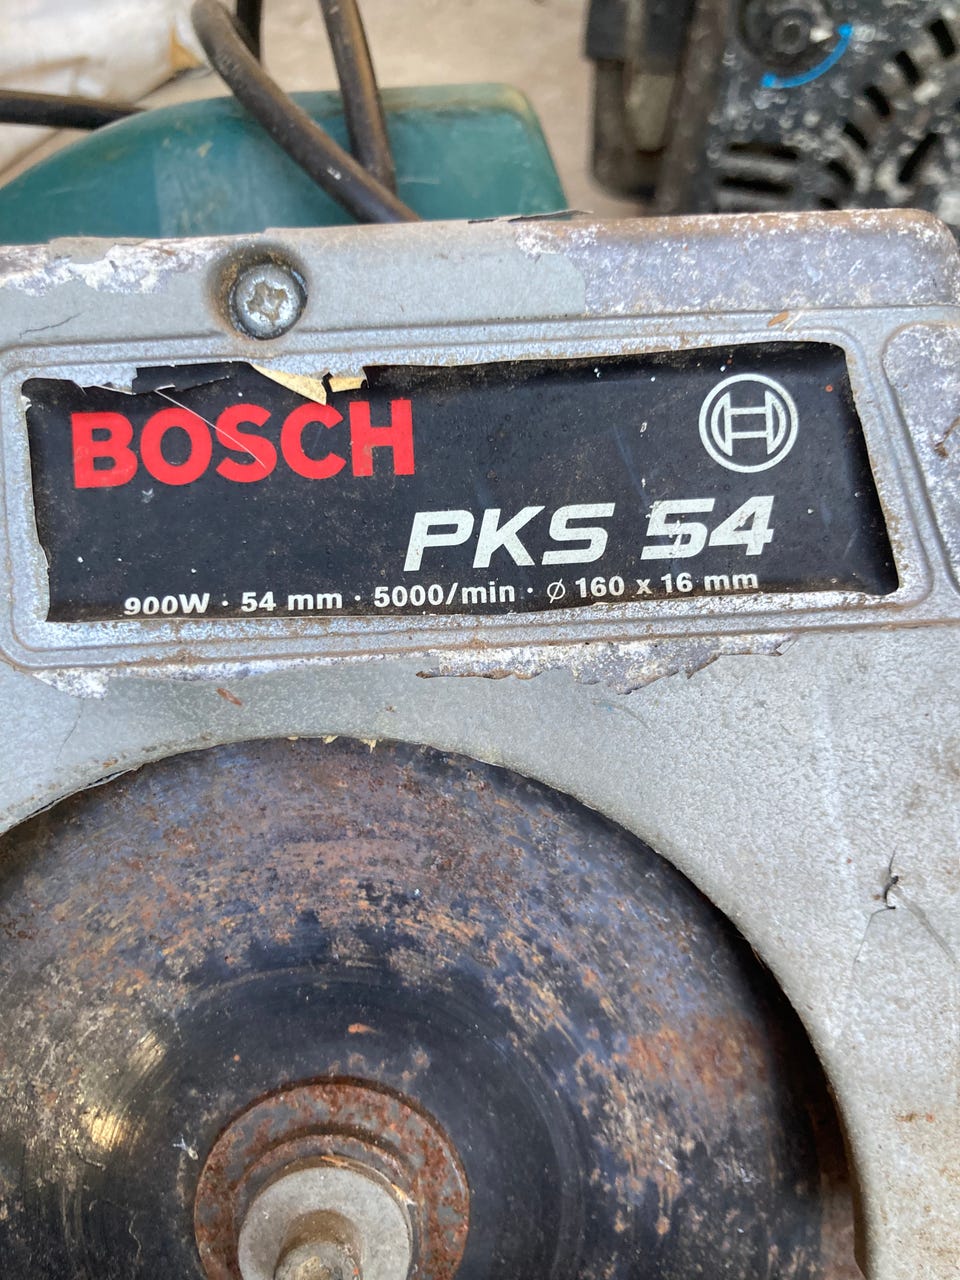 BOSCH
PKS 54
900W · 54 mm · 5000/min · Ø 160 x 16 mm